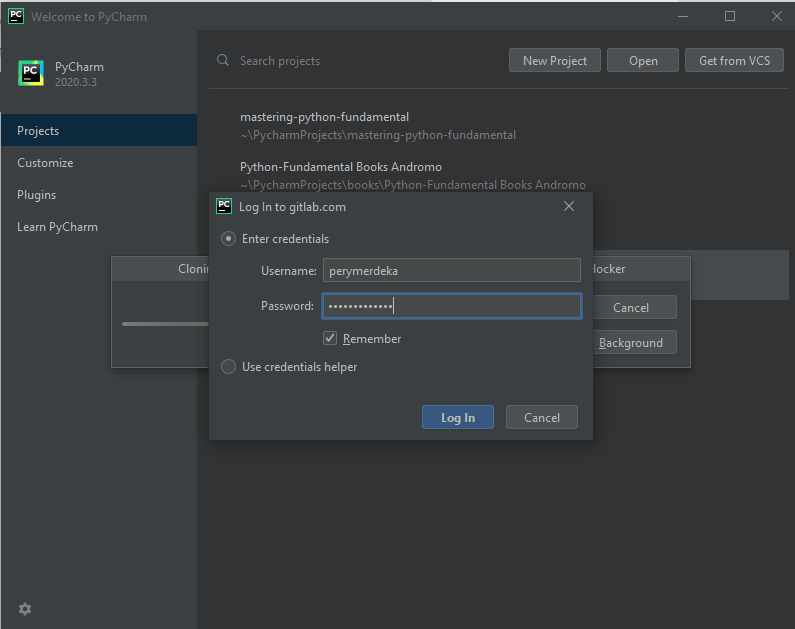 PC Welcome to PyCharm
PC PyCharm
2020.3.3
Projects
Customize
Plugins
Learn PyCharm
Search projects
New Project
Open
Get from VCS
mastering-python-fundamental
~\PycharmProjects\mastering-python-fundamental
Python-Fundamental Books Andromo
~\PycharmProjects\books\Python-Fundamental Books Andromo
PC Log In to gitlab.com
Enter credentials
Username: perymerdeka
Password: •••••••••••••
Remember
Use credentials helper
Log In
Cancel
Cancel
Background